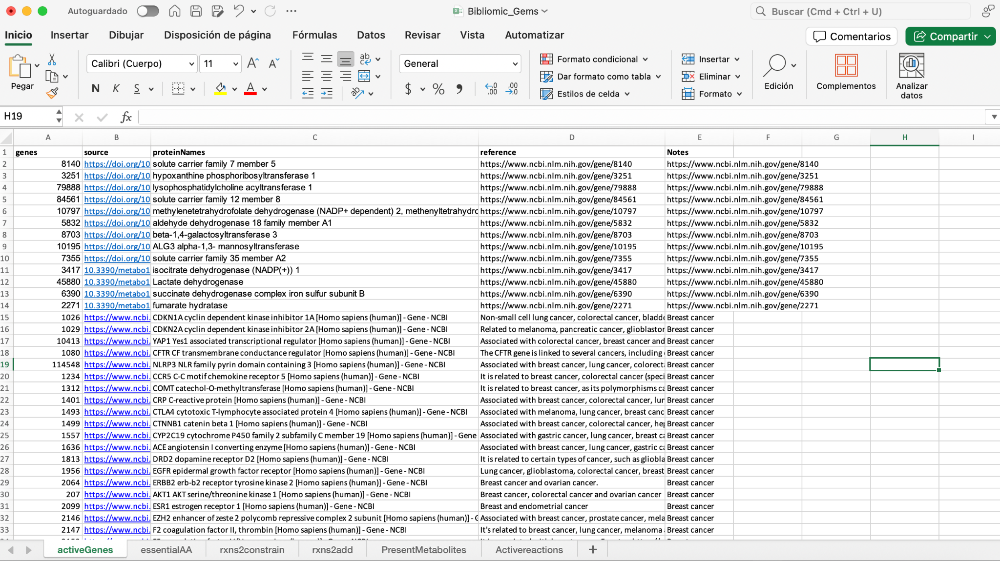 Autoguardado
Bibliomic_Gems
Buscar (Cmd + Ctrl + U)
Inicio Insertar Dibujar Disposición de página Fórmulas Datos Revisar Vista Automatizar Comentarios Compartir
Pegar
Calibri (Cuerpo) 11
N K S
General
$ % 
Formato condicional
Dar formato como tabla
Estilos de celda
Insertar
Eliminar
Formato
Edición
Complementos
Analizar datos
H19 fx
A B C D E F G H I
1 genes source proteinNames reference Notes
2 8140 https://doi.org/10 solute carrier family 7 member 5 https://www.ncbi.nlm.nih.gov/gene/8140 https://www.ncbi.nlm.nih.gov/gene/8140
3 3251 https://doi.org/10 hypoxanthine phosphoribosyltransferase 1 https://www.ncbi.nlm.nih.gov/gene/3251 https://www.ncbi.nlm.nih.gov/gene/3251
4 79888 https://doi.org/10 lysophosphatidylcholine acyltransferase 1 https://www.ncbi.nlm.nih.gov/gene/79888 https://www.ncbi.nlm.nih.gov/gene/79888
5 84561 https://doi.org/10 solute carrier family 12 member 8 https://www.ncbi.nlm.nih.gov/gene/84561 https://www.ncbi.nlm.nih.gov/gene/84561
6 10797 https://doi.org/10 methylenetetrahydrofolate dehydrogenase (NADP+ dependent) 2, methenyltetrahydro https://www.ncbi.nlm.nih.gov/gene/10797 https://www.ncbi.nlm.nih.gov/gene/10797
7 5832 https://doi.org/10 aldehyde dehydrogenase 18 family member A1 https://www.ncbi.nlm.nih.gov/gene/5832 https://www.ncbi.nlm.nih.gov/gene/5832
8 8703 https://doi.org/10 beta-1,4-galactosyltransferase 3 https://www.ncbi.nlm.nih.gov/gene/8703 https://www.ncbi.nlm.nih.gov/gene/8703
9 10195 https://doi.org/10 ALG3 alpha-1,3- mannosyltransferase https://www.ncbi.nlm.nih.gov/gene/10195 https://www.ncbi.nlm.nih.gov/gene/10195
10 7355 https://doi.org/10 solute carrier family 35 member A2 https://www.ncbi.nlm.nih.gov/gene/7355 https://www.ncbi.nlm.nih.gov/gene/7355
11 3417 10.3390/metabo1 isocitrate dehydrogenase (NADP(+)) 1 https://www.ncbi.nlm.nih.gov/gene/3417 https://www.ncbi.nlm.nih.gov/gene/3417
12 45880 10.3390/metabo1 Lactate dehydrogenase https://www.ncbi.nlm.nih.gov/gene/45880 https://www.ncbi.nlm.nih.gov/gene/45880
13 6390 10.3390/metabo1 succinate dehydrogenase complex iron sulfur subunit B https://www.ncbi.nlm.nih.gov/gene/6390 https://www.ncbi.nlm.nih.gov/gene/6390
14 2271 10.3390/metabo1 fumarate hydratase https://www.ncbi.nlm.nih.gov/gene/2271 https://www.ncbi.nlm.nih.gov/gene/2271
15 1026 https://www.ncbi. CDKN1A cyclin dependent kinase inhibitor 1A [Homo sapiens (human)] - Gene - NCBI Non-small cell lung cancer, colorectal cancer, bladde Breast cancer
16 1029 https://www.ncbi. CDKN2A cyclin dependent kinase inhibitor 2A [Homo sapiens (human)] - Gene - NCBI Related to melanoma, pancreatic cancer, glioblastor Breast cancer
17 10413 https://www.ncbi. YAP1 Yes1 associated transcriptional regulator [Homo sapiens (human)] - Gene - NCBI Associated with colorectal cancer, breast cancer and Breast cancer
18 1080 https://www.ncbi. CFTR CF transmembrane conductance regulator [Homo sapiens (human)] - Gene - NCBI The CFTR gene is linked to several cancers, including Breast cancer
19 114548 https://www.ncbi. NLRP3 NLR family pyrin domain containing 3 [Homo sapiens (human)] - Gene - NCBI Associated with breast cancer, lung cancer, colorect Breast cancer
20 1234 https://www.ncbi. CCR5 C-C motif chemokine receptor 5 [Homo sapiens (human)] - Gene - NCBI It is related to breast cancer, colorectal cancer (speci Breast cancer
21 1312 https://www.ncbi. COMT catechol-O-methyltransferase [Homo sapiens (human)] - Gene - NCBI It is related to breast cancer, as its polymorphisms ca Breast cancer
22 1401 https://www.ncbi. CRP C-reactive protein [Homo sapiens (human)] - Gene - NCBI Associated with breast cancer, colorectal cancer, lun Breast cancer
23 1493 https://www.ncbi. CTLA4 cytotoxic T-lymphocyte associated protein 4 [Homo sapiens (human)] - Gene - NCBI Associated with melanoma, lung cancer, breast canc Breast cancer
24 1499 https://www.ncbi. CTNNB1 catenin beta 1 [Homo sapiens (human)] - Gene - NCBI Associated with breast cancer, colorectal cancer, hep Breast cancer
25 1557 https://www.ncbi. CYP2C19 cytochrome P450 family 2 subfamily C member 19 [Homo sapiens (human)] - Gene Associated with gastric cancer, lung cancer, breast ca Breast cancer
26 1636 https://www.ncbi. ACE angiotensin I converting enzyme [Homo sapiens (human)] - Gene - NCBI Associated with breast cancer, lung cancer, gastric ca Breast cancer
27 1813 https://www.ncbi. DRD2 dopamine receptor D2 [Homo sapiens (human)] - Gene - NCBI It is related to certain types of cancer, such as gliobla Breast cancer
28 1956 https://www.ncbi. EGFR epidermal growth factor receptor [Homo sapiens (human)] - Gene - NCBI Lung cancer, glioblastoma, colorectal cancer, breast Breast cancer
29 2064 https://www.ncbi. ERBB2 erb-b2 receptor tyrosine kinase 2 [Homo sapiens (human)] - Gene - NCBI Breast cancer and ovarian cancer. Breast cancer
30 207 https://www.ncbi. AKT1 AKT serine/threonine kinase 1 [Homo sapiens (human)] - Gene - NCBI Breast cancer, colorectal cancer and ovarian cancer Breast cancer
31 2099 https://www.ncbi. ESR1 estrogen receptor 1 [Homo sapiens (human)] - Gene - NCBI Breast and endometrial cancer Breast cancer
32 2146 https://www.ncbi. EZH2 enhancer of zeste 2 polycomb repressive complex 2 subunit [Homo sapiens (human)] - G Associated with breast cancer, prostate cancer, mela Breast cancer
33 2147 https://www.ncbi. F2 coagulation factor II, thrombin [Homo sapiens (human)] - Gene - NCBI It's related to breast cancer, lung cancer, melanoma Breast cancer
activeGenes essentialAA rxns2constrain rxns2add PresentMetabolites Activereactions +